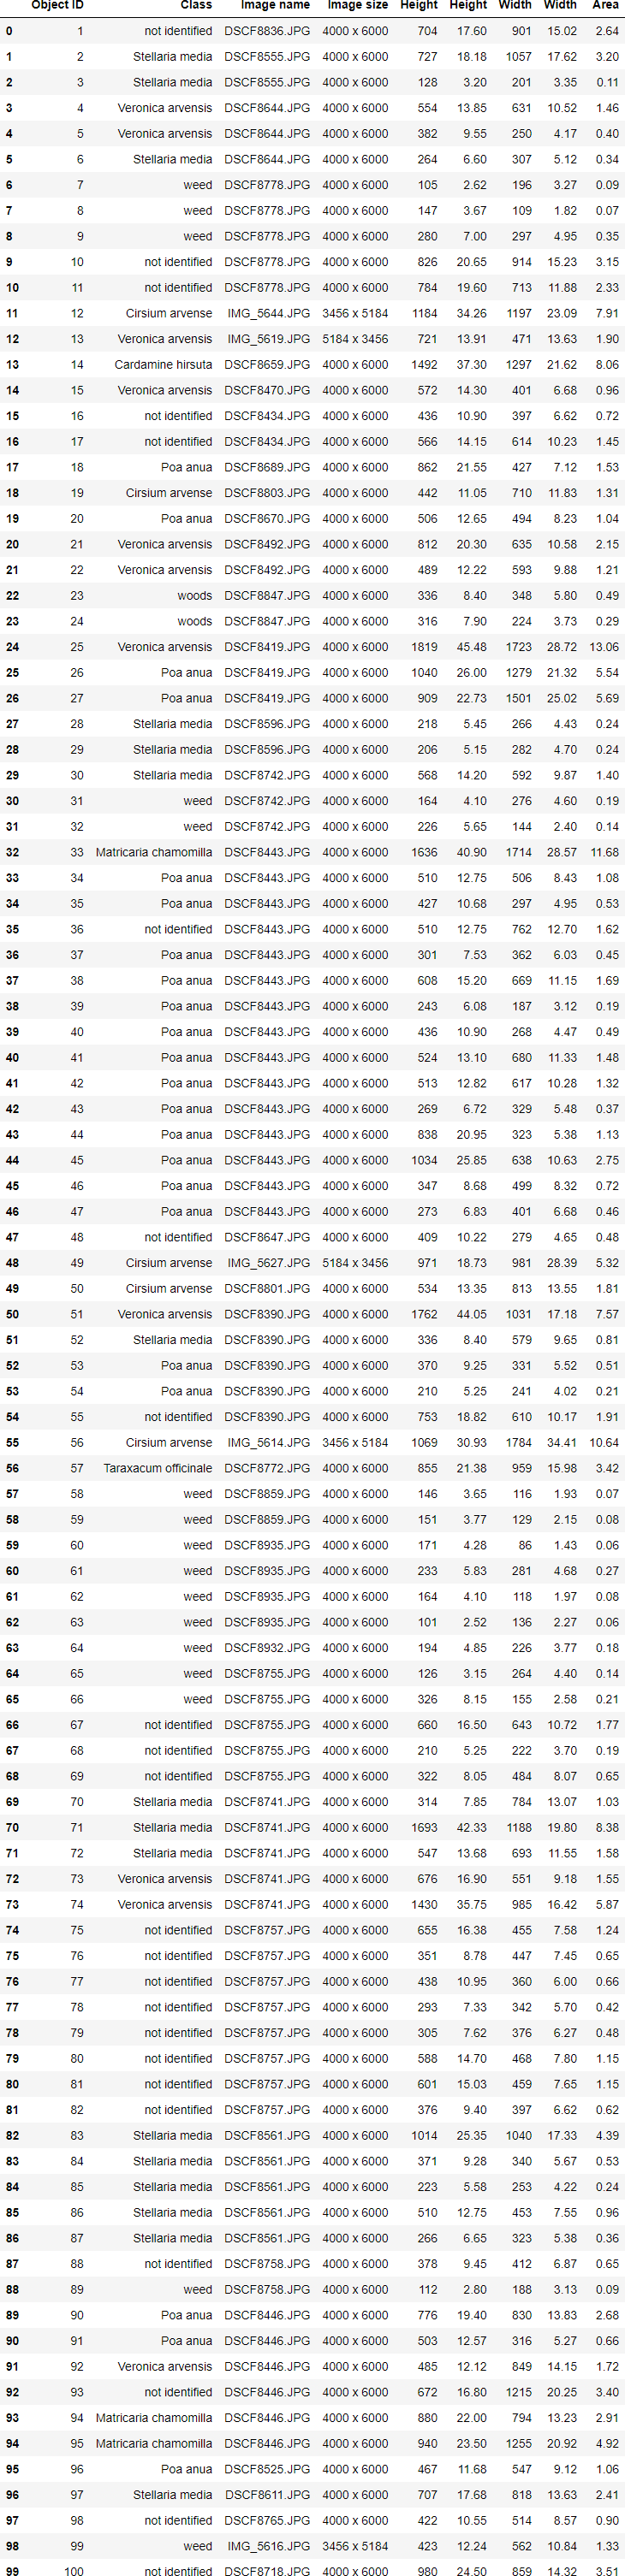 Object ID Class Image name Image size Height Height Width Width Area
0 1 not identified DSCF8836.JPG 4000 x 6000 704 17.60 901 15.02 2.64
1 2 Stellaria media DSCF8555.JPG 4000 x 6000 727 18.18 1057 17.62 3.20
2 3 Stellaria media DSCF8555.JPG 4000 x 6000 128 3.20 201 3.35 0.11
3 4 Veronica arvensis DSCF8644.JPG 4000 x 6000 554 13.85 631 10.52 1.46
4 5 Veronica arvensis DSCF8644.JPG 4000 x 6000 382 9.55 250 4.17 0.40
5 6 Stellaria media DSCF8644.JPG 4000 x 6000 264 6.60 307 5.12 0.34
6 7 weed DSCF8778.JPG 4000 x 6000 105 2.62 196 3.27 0.09
7 8 weed DSCF8778.JPG 4000 x 6000 147 3.67 109 1.82 0.07
8 9 weed DSCF8778.JPG 4000 x 6000 280 7.00 297 4.95 0.35
9 10 not identified DSCF8778.JPG 4000 x 6000 826 20.65 914 15.23 3.15
10 11 not identified DSCF8778.JPG 4000 x 6000 784 19.60 713 11.88 2.33
11 12 Cirsium arvense IMG_5644.JPG 3456 x 5184 1184 34.26 1197 23.09 7.91
12 13 Veronica arvensis IMG_5619.JPG 5184 x 3456 721 13.91 471 13.63 1.90
13 14 Cardamine hirsuta DSCF8659.JPG 4000 x 6000 1492 37.30 1297 21.62 8.06
14 15 Veronica arvensis DSCF8470.JPG 4000 x 6000 572 14.30 401 6.68 0.96
15 16 not identified DSCF8434.JPG 4000 x 6000 436 10.90 397 6.62 0.72
16 17 not identified DSCF8434.JPG 4000 x 6000 566 14.15 614 10.23 1.45
17 18 Poa anua DSCF8689.JPG 4000 x 6000 862 21.55 427 7.12 1.53
18 19 Cirsium arvense DSCF8803.JPG 4000 x 6000 442 11.05 710 11.83 1.31
19 20 Poa anua DSCF8670.JPG 4000 x 6000 506 12.65 494 8.23 1.04
20 21 Veronica arvensis DSCF8492.JPG 4000 x 6000 812 20.30 635 10.58 2.15
21 22 Veronica arvensis DSCF8492.JPG 4000 x 6000 489 12.22 593 9.88 1.21
22 23 woods DSCF8847.JPG 4000 x 6000 336 8.40 348 5.80 0.49
23 24 woods DSCF8847.JPG 4000 x 6000 316 7.90 224 3.73 0.29
24 25 Veronica arvensis DSCF8419.JPG 4000 x 6000 1819 45.48 1723 28.72 13.06
25 26 Poa anua DSCF8419.JPG 4000 x 6000 1040 26.00 1279 21.32 5.54
26 27 Poa anua DSCF8419.JPG 4000 x 6000 909 22.73 1501 25.02 5.69
27 28 Stellaria media DSCF8596.JPG 4000 x 6000 218 5.45 266 4.43 0.24
28 29 Stellaria media DSCF8596.JPG 4000 x 6000 206 5.15 282 4.70 0.24
29 30 Stellaria media DSCF8742.JPG 4000 x 6000 568 14.20 592 9.87 1.40
30 31 weed DSCF8742.JPG 4000 x 6000 164 4.10 276 4.60 0.19
31 32 weed DSCF8742.JPG 4000 x 6000 226 5.65 144 2.40 0.14
32 33 Matricaria chamomilla DSCF8443.JPG 4000 x 6000 1636 40.90 1714 28.57 11.68
33 34 Poa anua DSCF8443.JPG 4000 x 6000 510 12.75 506 8.43 1.08
34 35 Poa anua DSCF8443.JPG 4000 x 6000 427 10.68 297 4.95 0.53
35 36 not identified DSCF8443.JPG 4000 x 6000 510 12.75 762 12.70 1.62
36 37 Poa anua DSCF8443.JPG 4000 x 6000 301 7.53 362 6.03 0.45
37 38 Poa anua DSCF8443.JPG 4000 x 6000 608 15.20 669 11.15 1.69
38 39 Poa anua DSCF8443.JPG 4000 x 6000 243 6.08 187 3.12 0.19
39 40 Poa anua DSCF8443.JPG 4000 x 6000 436 10.90 268 4.47 0.49
40 41 Poa anua DSCF8443.JPG 4000 x 6000 524 13.10 680 11.33 1.48
41 42 Poa anua DSCF8443.JPG 4000 x 6000 513 12.82 617 10.28 1.32
42 43 Poa anua DSCF8443.JPG 4000 x 6000 269 6.72 329 5.48 0.37
43 44 Poa anua DSCF8443.JPG 4000 x 6000 838 20.95 323 5.38 1.13
44 45 Poa anua DSCF8443.JPG 4000 x 6000 1034 25.85 638 10.63 2.75
45 46 Poa anua DSCF8443.JPG 4000 x 6000 347 8.68 499 8.32 0.72
46 47 Poa anua DSCF8443.JPG 4000 x 6000 273 6.83 401 6.68 0.46
47 48 not identified DSCF8647.JPG 4000 x 6000 409 10.22 279 4.65 0.48
48 49 Cirsium arvense IMG_5627.JPG 5184 x 3456 971 18.73 981 28.39 5.32
49 50 Cirsium arvense DSCF8801.JPG 4000 x 6000 534 13.35 813 13.55 1.81
50 51 Veronica arvensis DSCF8390.JPG 4000 x 6000 1762 44.05 1031 17.18 7.57
51 52 Stellaria media DSCF8390.JPG 4000 x 6000 336 8.40 579 9.65 0.81
52 53 Poa anua DSCF8390.JPG 4000 x 6000 370 9.25 331 5.52 0.51
53 54 Poa anua DSCF8390.JPG 4000 x 6000 210 5.25 241 4.02 0.21
54 55 not identified DSCF8390.JPG 4000 x 6000 753 18.82 610 10.17 1.91
55 56 Cirsium arvense IMG_5614.JPG 3456 x 5184 1069 30.93 1784 34.41 10.64
56 57 Taraxacum officinale DSCF8772.JPG 4000 x 6000 855 21.38 959 15.98 3.42
57 58 weed DSCF8859.JPG 4000 x 6000 146 3.65 116 1.93 0.07
58 59 weed DSCF8859.JPG 4000 x 6000 151 3.77 129 2.15 0.08
59 60 weed DSCF8935.JPG 4000 x 6000 171 4.28 86 1.43 0.06
60 61 weed DSCF8935.JPG 4000 x 6000 233 5.83 281 4.68 0.27
61 62 weed DSCF8935.JPG 4000 x 6000 164 4.10 118 1.97 0.08
62 63 weed DSCF8935.JPG 4000 x 6000 101 2.52 136 2.27 0.06
63 64 weed DSCF8932.JPG 4000 x 6000 194 4.85 226 3.77 0.18
64 65 weed DSCF8755.JPG 4000 x 6000 126 3.15 264 4.40 0.14
65 66 weed DSCF8755.JPG 4000 x 6000 326 8.15 155 2.58 0.21
66 67 not identified DSCF8755.JPG 4000 x 6000 660 16.50 643 10.72 1.77
67 68 not identified DSCF8755.JPG 4000 x 6000 210 5.25 222 3.70 0.19
68 69 not identified DSCF8755.JPG 4000 x 6000 322 8.05 484 8.07 0.65
69 70 Stellaria media DSCF8741.JPG 4000 x 6000 314 7.85 784 13.07 1.03
70 71 Stellaria media DSCF8741.JPG 4000 x 6000 1693 42.33 1188 19.80 8.38
71 72 Stellaria media DSCF8741.JPG 4000 x 6000 547 13.68 693 11.55 1.58
72 73 Veronica arvensis DSCF8741.JPG 4000 x 6000 676 16.90 551 9.18 1.55
73 74 Veronica arvensis DSCF8741.JPG 4000 x 6000 1430 35.75 985 16.42 5.87
74 75 not identified DSCF8757.JPG 4000 x 6000 655 16.38 455 7.58 1.24
75 76 not identified DSCF8757.JPG 4000 x 6000 351 8.78 447 7.45 0.65
76 77 not identified DSCF8757.JPG 4000 x 6000 438 10.95 360 6.00 0.66
77 78 not identified DSCF8757.JPG 4000 x 6000 293 7.33 342 5.70 0.42
78 79 not identified DSCF8757.JPG 4000 x 6000 305 7.62 376 6.27 0.48
79 80 not identified DSCF8757.JPG 4000 x 6000 588 14.70 468 7.80 1.15
80 81 not identified DSCF8757.JPG 4000 x 6000 601 15.03 459 7.65 1.15
81 82 not identified DSCF8757.JPG 4000 x 6000 376 9.40 397 6.62 0.62
82 83 Stellaria media DSCF8561.JPG 4000 x 6000 1014 25.35 1040 17.33 4.39
83 84 Stellaria media DSCF8561.JPG 4000 x 6000 371 9.28 340 5.67 0.53
84 85 Stellaria media DSCF8561.JPG 4000 x 6000 223 5.58 253 4.22 0.24
85 86 Stellaria media DSCF8561.JPG 4000 x 6000 510 12.75 453 7.55 0.96
86 87 Stellaria media DSCF8561.JPG 4000 x 6000 266 6.65 323 5.38 0.36
87 88 not identified DSCF8758.JPG 4000 x 6000 378 9.45 412 6.87 0.65
88 89 weed DSCF8758.JPG 4000 x 6000 112 2.80 188 3.13 0.09
89 90 Poa anua DSCF8446.JPG 4000 x 6000 776 19.40 830 13.83 2.68
90 91 Poa anua DSCF8446.JPG 4000 x 6000 503 12.57 316 5.27 0.66
91 92 Veronica arvensis DSCF8446.JPG 4000 x 6000 485 12.12 849 14.15 1.72
92 93 not identified DSCF8446.JPG 4000 x 6000 672 16.80 1215 20.25 3.40
93 94 Matricaria chamomilla DSCF8446.JPG 4000 x 6000 880 22.00 794 13.23 2.91
94 95 Matricaria chamomilla DSCF8446.JPG 4000 x 6000 940 23.50 1255 20.92 4.92
95 96 Poa anua DSCF8525.JPG 4000 x 6000 467 11.68 547 9.12 1.06
96 97 Stellaria media DSCF8611.JPG 4000 x 6000 707 17.68 818 13.63 2.41
97 98 not identified DSCF8765.JPG 4000 x 6000 422 10.55 514 8.57 0.90
98 99 weed IMG_5616.JPG 3456 x 5184 423 12.24 562 10.84 1.33
99 100 not identified DSCF8718.JPG 4000 x 6000 980 24.50 859 14.32 3.51